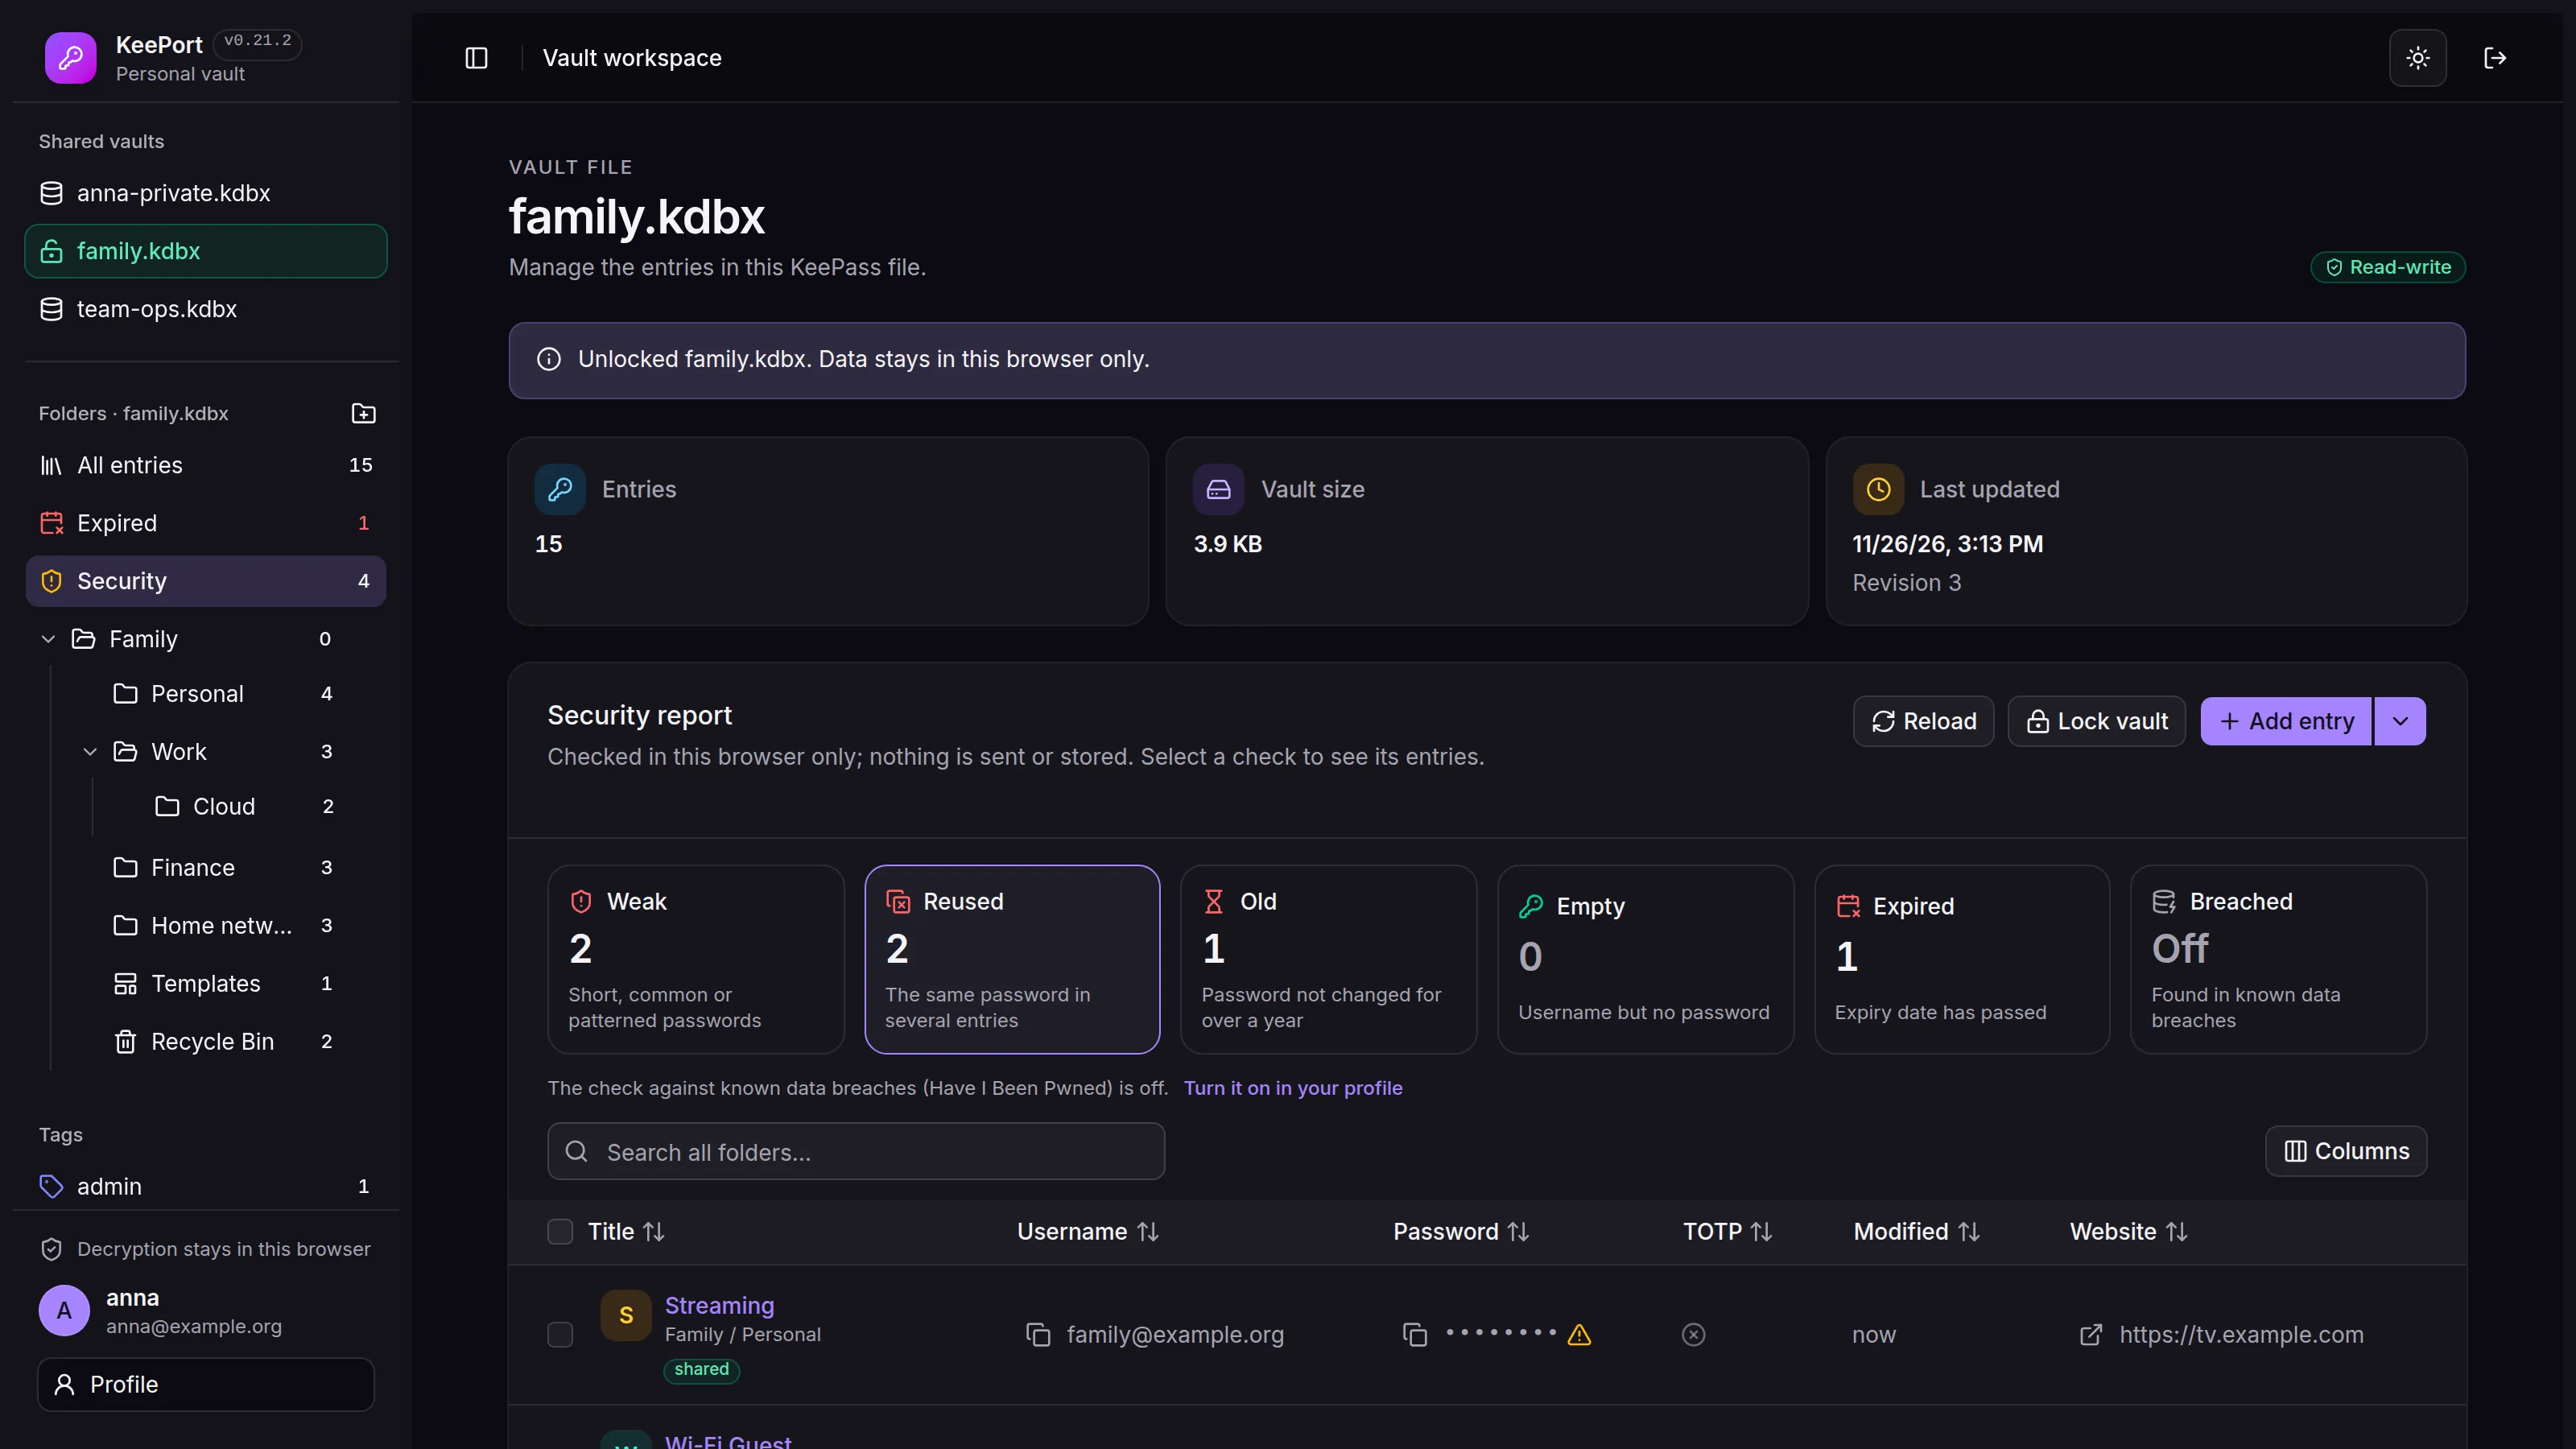 KeePort v0.21.2
Personal vault
Shared vaults
anna-private.kdbx
family.kdbx
team-ops.kdbx
Folders · family.kdbx
All entries 15
Expired 1
Security 4
Family 0
Personal 4
Work 3
Cloud 2
Finance 3
Home netw... 3
Templates 1
Recycle Bin 2
Tags
admin 1
Decryption stays in this browser
A
anna
anna@example.org
Profile
Vault workspace
VAULT FILE
family.kdbx
Manage the entries in this KeePass file.
Read-write
Unlocked family.kdbx. Data stays in this browser only.
Entries
15
Vault size
3.9 KB
Last updated
11/26/26, 3:13 PM
Revision 3
Security report
Checked in this browser only; nothing is sent or stored. Select a check to see its entries.
Reload
Lock vault
Add entry
Weak
2
Short, common or
patterned passwords
Reused
2
The same password in
several entries
Old
1
Password not changed for
over a year
Empty
0
Username but no password
Expired
1
Expiry date has passed
Breached
Off
Found in known data
breaches
The check against known data breaches (Have I Been Pwned) is off. Turn it on in your profile
Search all folders...
Columns
Title Username Password TOTP Modified Website
S
Streaming
Family / Personal
shared
family@example.org
••••••••
now
https://tv.example.com
W
Wi-Fi Guest